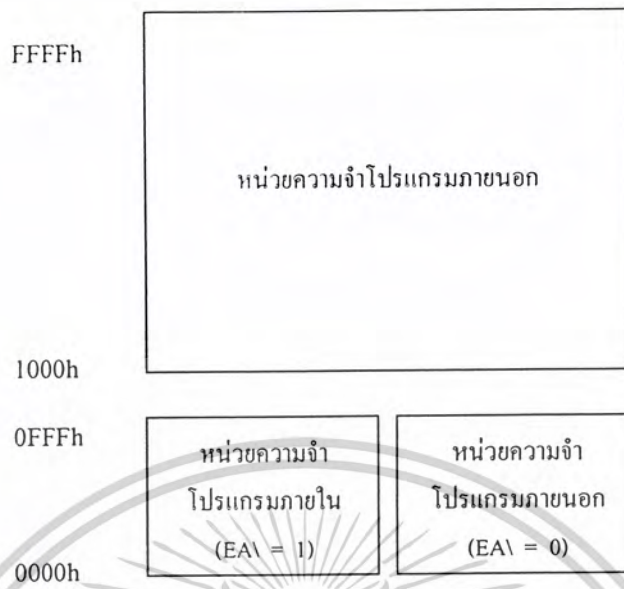 FFFFh
หน่วยความจำโปรแกรมภายนอก
1000h
0FFFh
หน่วยความจำ
โปรแกรมภายใน
(EA\ = 1)
หน่วยความจำ
โปรแกรมภายนอก
(EA\ = 0)
0000h